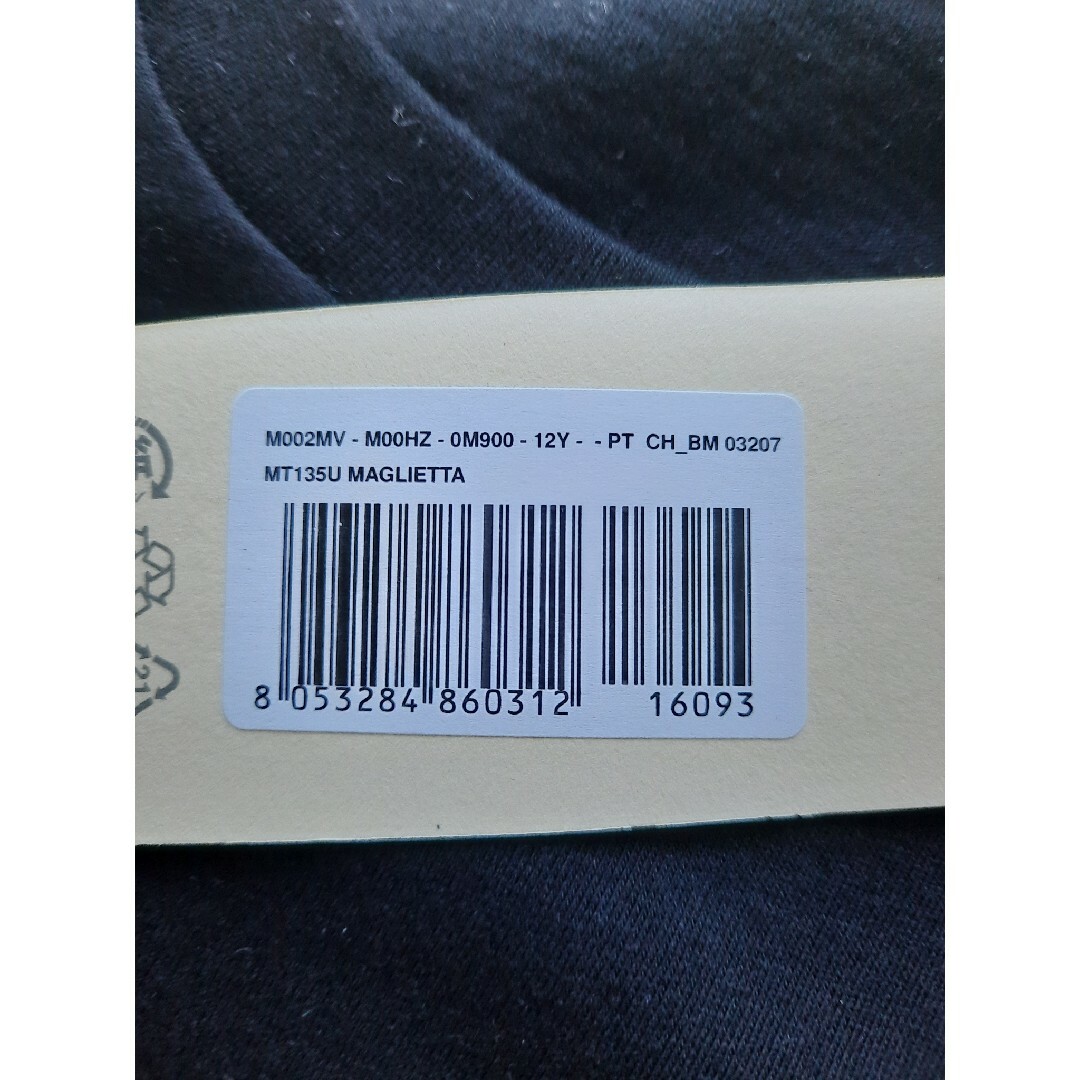 M002MV - M00HZ - 0M900 - 12Y - - PT CH_BM 03207
MT135U MAGLIETTA
8 053284 860312 16093